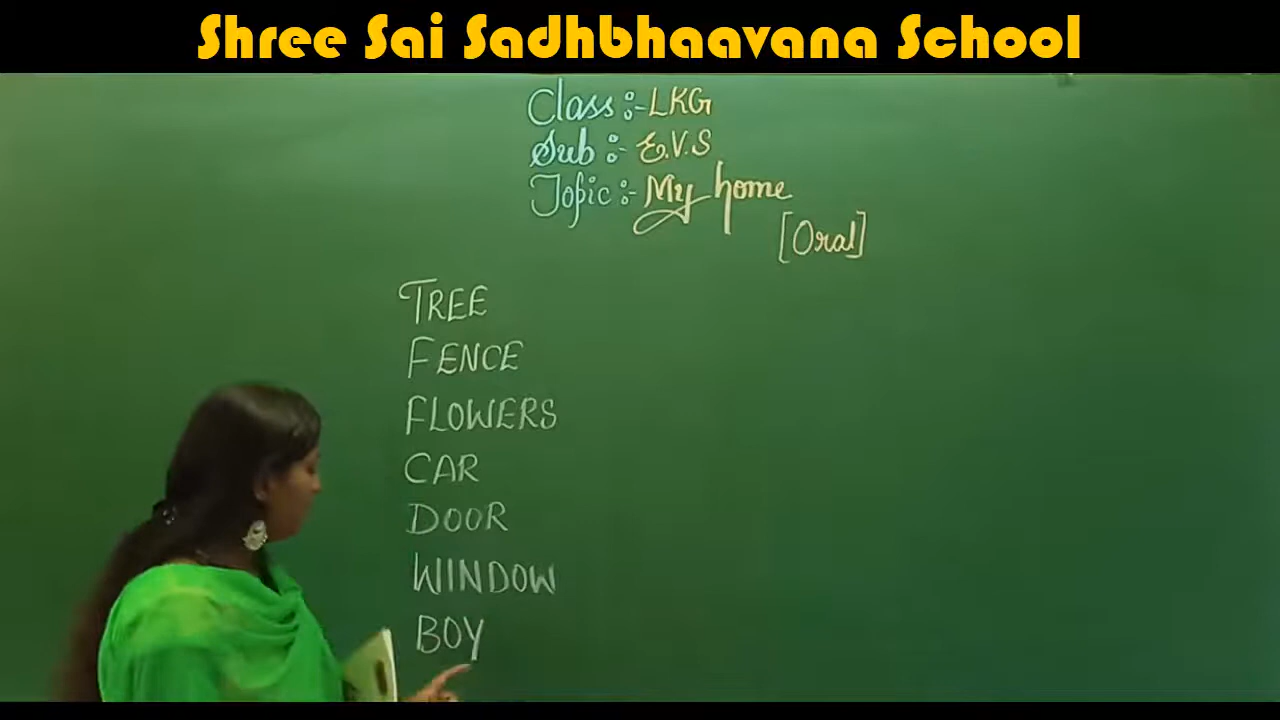 Shree Sai Sadhbhaavana School
Class :- LKG
Sub :- E.V.S
Topic :- My home
[Oral]
TREE
FENCE
FLOWERS
CAR
DOOR
WINDOW
BOY